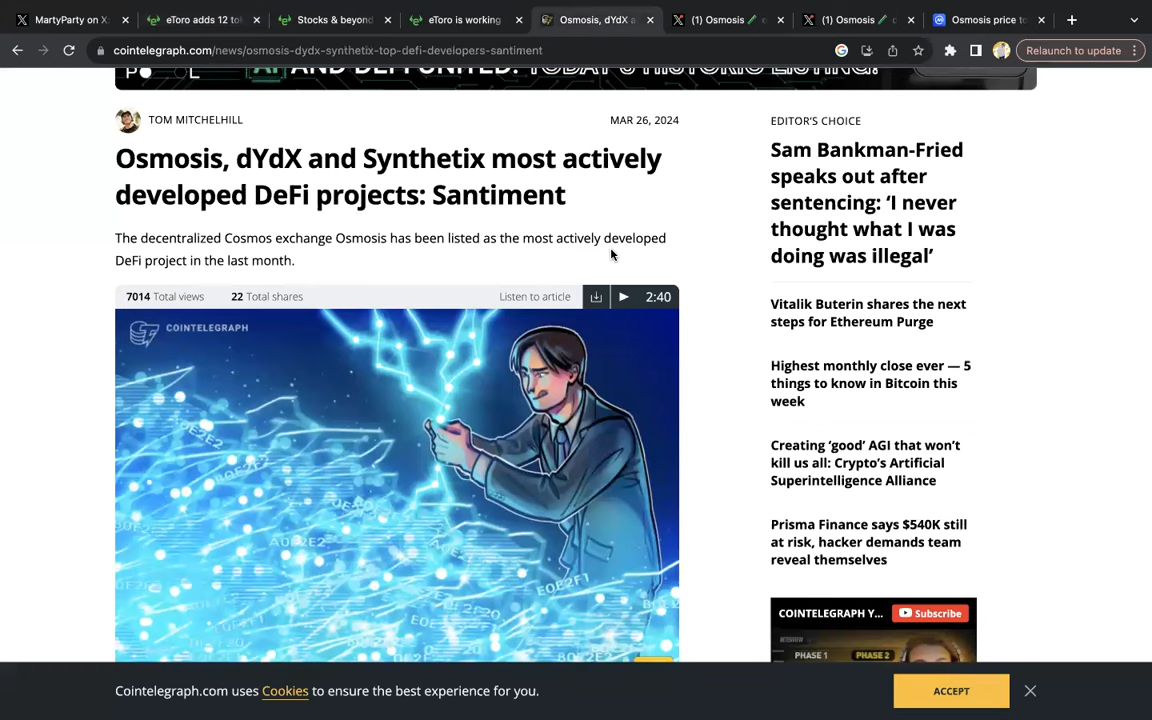 MartyParty on X
eToro adds 12 to
Stocks & beyond
eToro is working
Osmosis, dYdX a
(1) Osmosis
(1) Osmosis
Osmosis price to
cointelegraph.com/news/osmosis-dydx-synthetix-top-defi-developers-santiment
Relaunch to update
AI AND DEFI UNITED: TODAY'S HISTORIC LISTING!
TOM MITCHELHILL
MAR 26, 2024
Osmosis, dYdX and Synthetix most actively
developed DeFi projects: Santiment
The decentralized Cosmos exchange Osmosis has been listed as the most actively developed
DeFi project in the last month.
7014 Total views
22 Total shares
Listen to article
2:40
COINTELEGRAPH
EDITOR'S CHOICE
Sam Bankman-Fried
speaks out after
sentencing: ‘I never
thought what I was
doing was illegal’
Vitalik Buterin shares the next
steps for Ethereum Purge
Highest monthly close ever — 5
things to know in Bitcoin this
week
Creating ‘good’ AGI that won’t
kill us all: Crypto’s Artificial
Superintelligence Alliance
Prisma Finance says $540K still
at risk, hacker demands team
reveal themselves
COINTELEGRAPH Y...
Subscribe
PHASE 1
PHASE 2
Cointelegraph.com uses Cookies to ensure the best experience for you.
ACCEPT